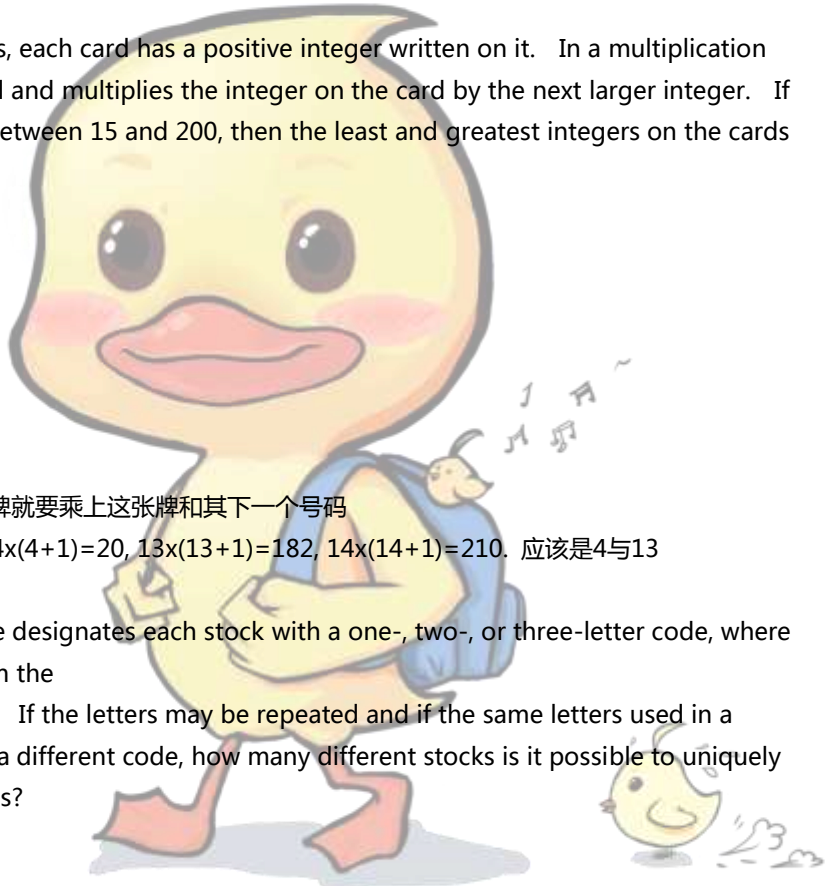 s, each card has a positive integer written on it. In a multiplication
and multiplies the integer on the card by the next larger integer. If
etween 15 and 200, then the least and greatest integers on the cards
牌就要乘上这张牌和其下一个号码
x(4+1)=20, 13x(13+1)=182, 14x(14+1)=210. 应该是4与13
e designates each stock with a one-, two-, or three-letter code, where
the
If the letters may be repeated and if the same letters used in a
a different code, how many different stocks is it possible to uniquely
s?